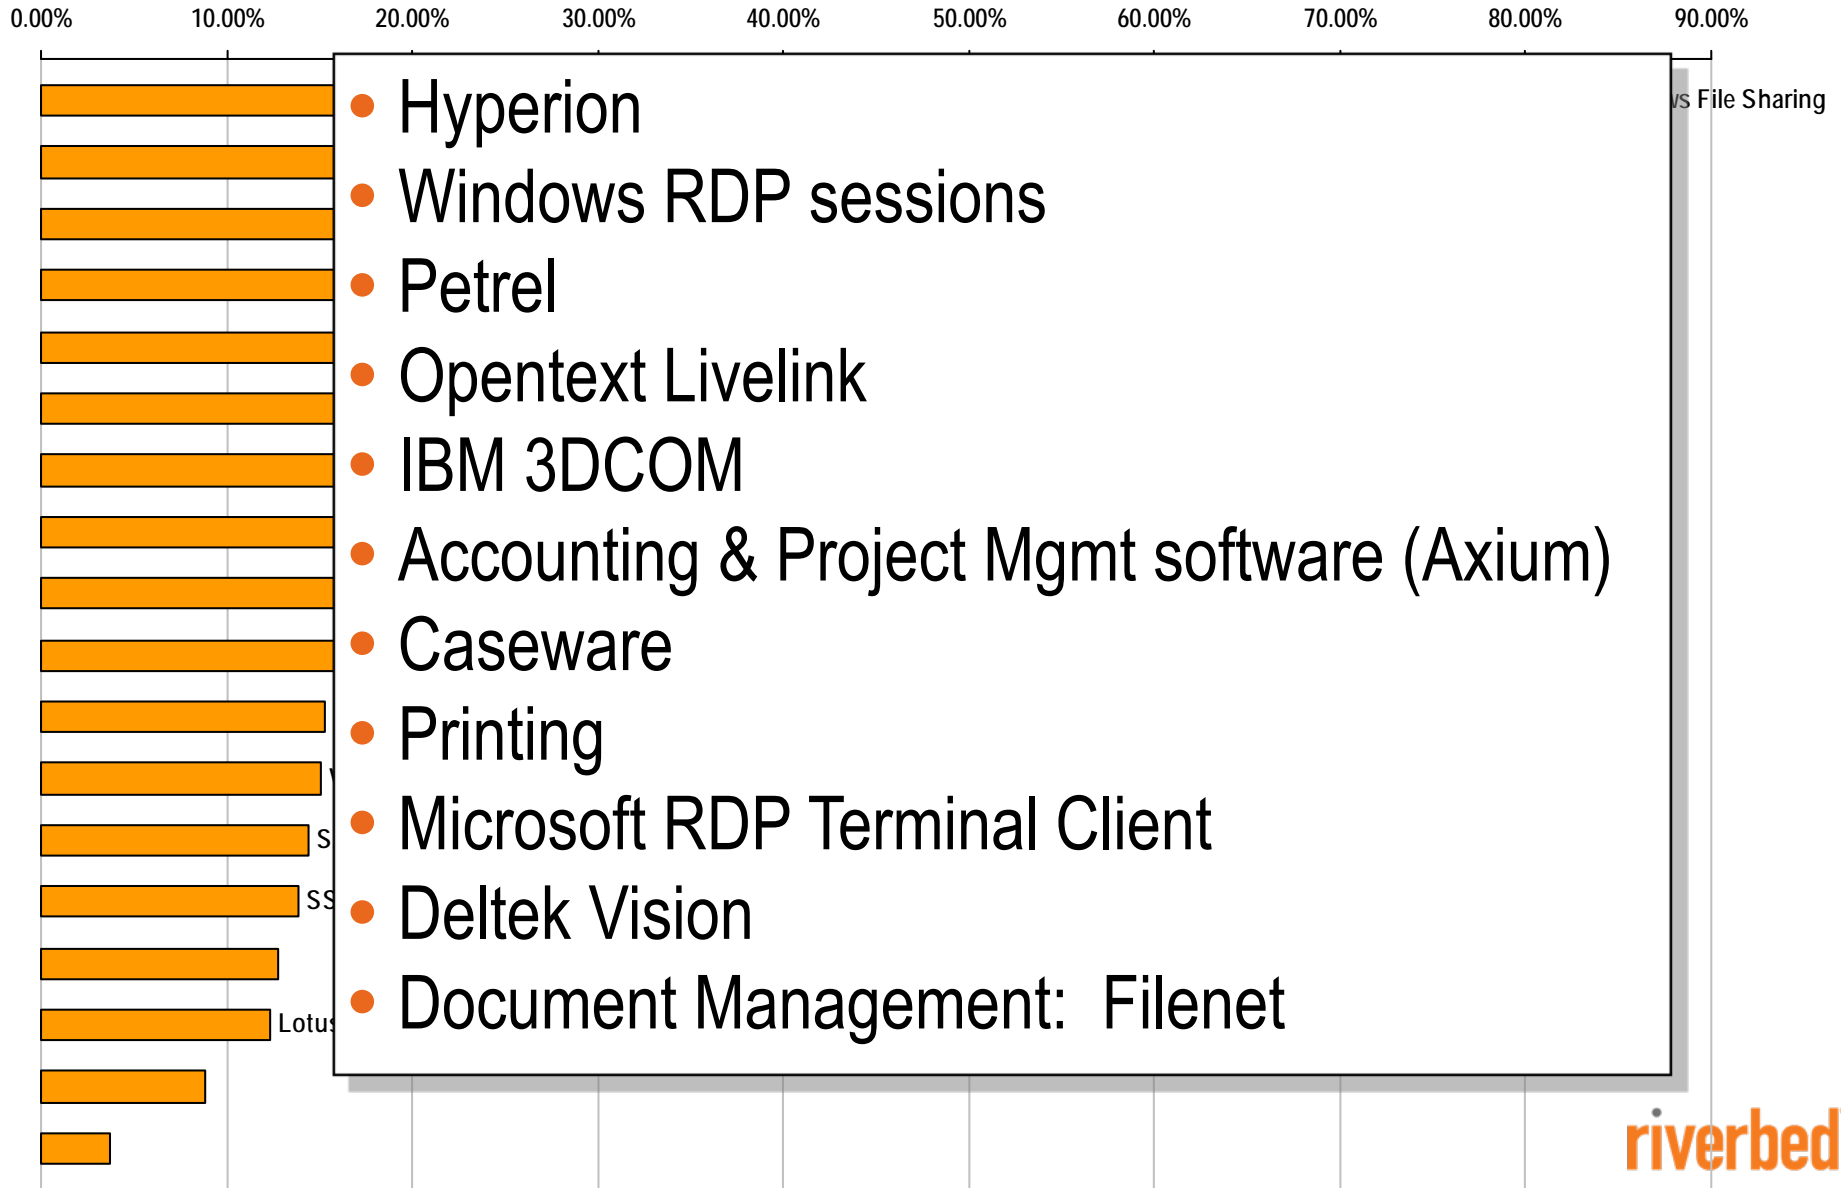 0.00% 10.00% 20.00% 30.00% 40.00% 50.00% 60.00% 70.00% 80.00% 90.00%
File Sharing
• Hyperion
• Windows RDP sessions
• Petrel
• Opentext Livelink
• IBM 3DCOM
• Accounting & Project Mgmt software (Axium)
• Caseware
• Printing
• Microsoft RDP Terminal Client
• Deltek Vision
• Document Management: Filenet
Lotus
riverbed